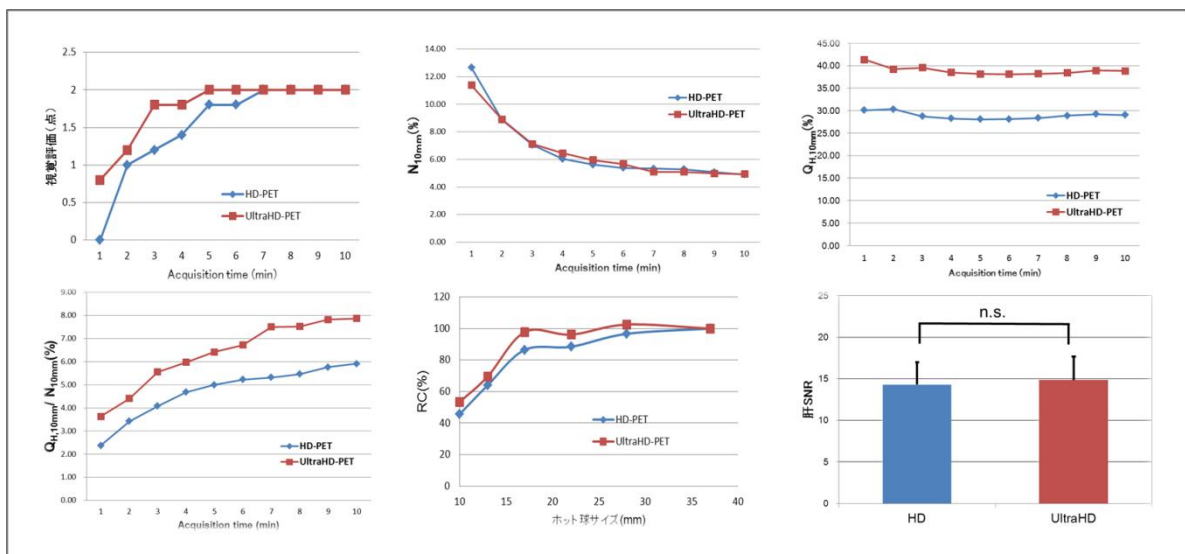 2.5
2
1.5
1
0.5
0
視覚評価(点)
HD-PET
UltraHD-PET
1 2 3 4 5 6 7 8 9 10
Acquisition time (min)
14.00
12.00
10.00
8.00
6.00
4.00
2.00
0.00
N10mm(%)
HD-PET
UltraHD-PET
1 2 3 4 5 6 7 8 9 10
Acquisition time (min)
45.00
40.00
35.00
30.00
25.00
20.00
15.00
10.00
5.00
0.00
QH,10mm(%)
HD-PET
UltraHD-PET
1 2 3 4 5 6 7 8 9 10
Acquisition time (min)
9.00
8.00
7.00
6.00
5.00
4.00
3.00
2.00
1.00
0.00
QH,10mm/ N10mm(%)
HD-PET
UltraHD-PET
1 2 3 4 5 6 7 8 9 10
Acquisition time (min)
120
100
80
60
40
20
0
RC(%)
HD-PET
UltraHD-PET
10 15 20 25 30 35 40
ホット球サイズ(mm)
25
20
15
10
5
0
肝SNR
n.s.
HD UltraHD